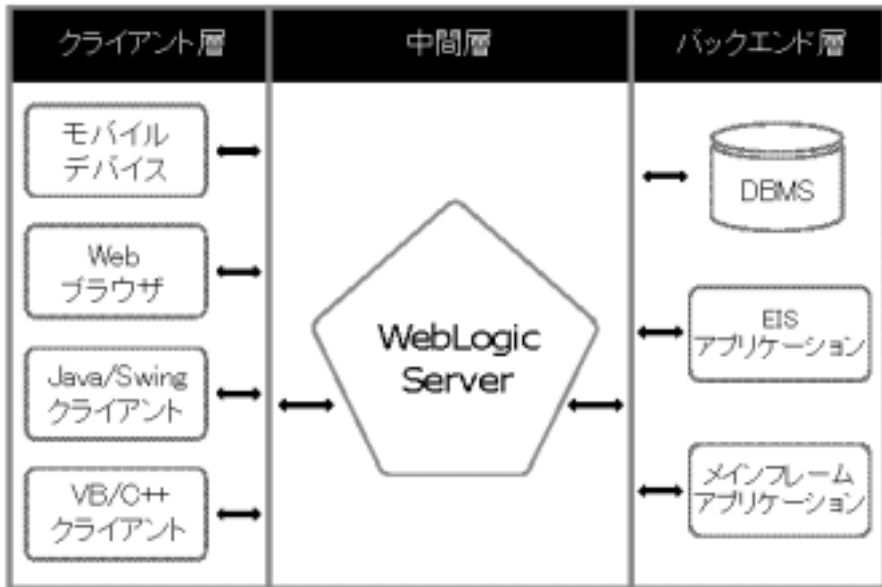 クライアント層
中間層
バックエンド層
モバイル
デバイス
Web
ブラウザ
Java/Swing
クライアント
VB/C++
クライアント
WebLogic
Server
DBMS
EIS
アプリケーション
メインフレーム
アプリケーション